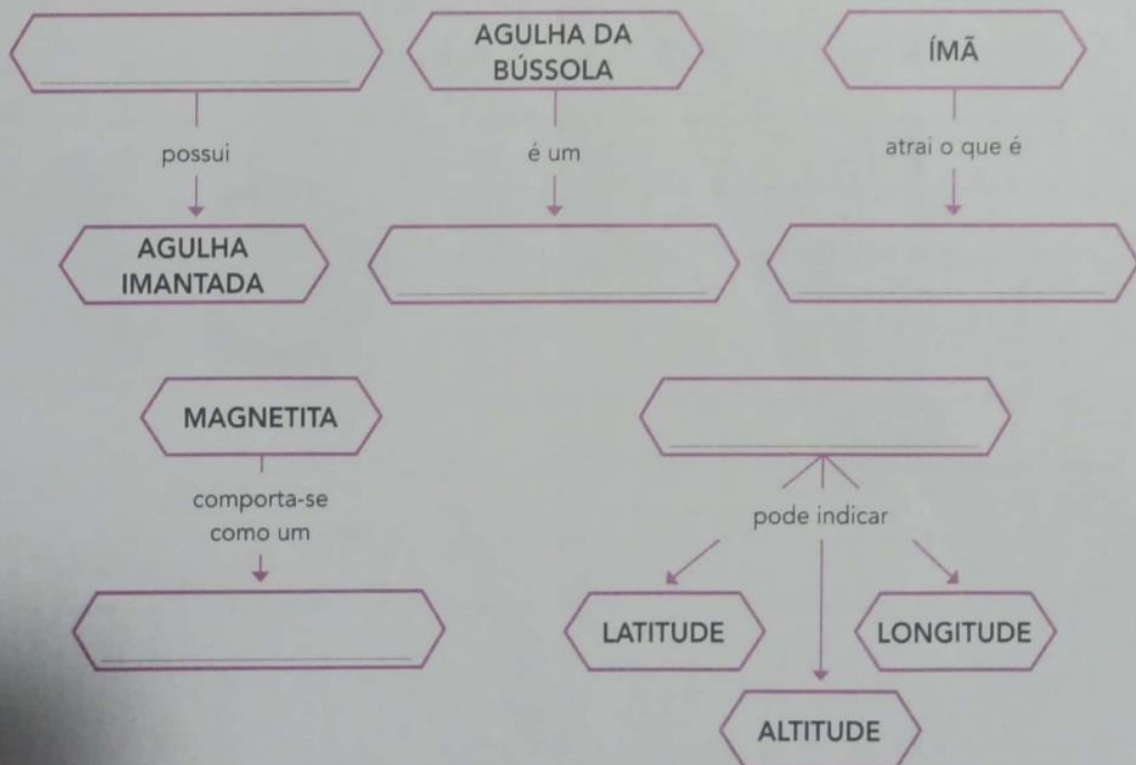 AGULHA DA
BÚSSOLA
ÍMÃ
possui
é um
atrai o que é
AGULHA
IMANTADA
MAGNETITA
comporta-se
como um
pode indicar
LATITUDE
LONGITUDE
ALTITUDE